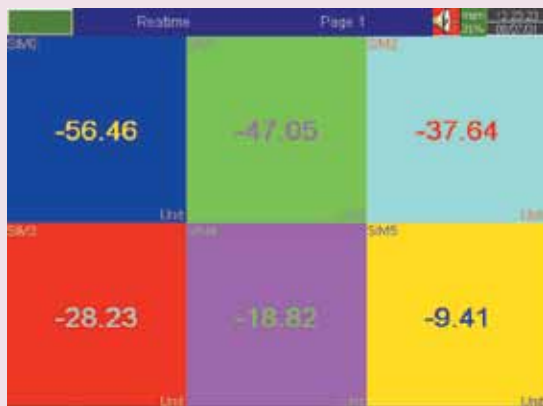 Realtime Page 1
SIM0 SIM2
-56.46 -47.05 -37.64
Unit Unit
SIM3 SIM5
-28.23 -18.82 -9.41
Unit Unit